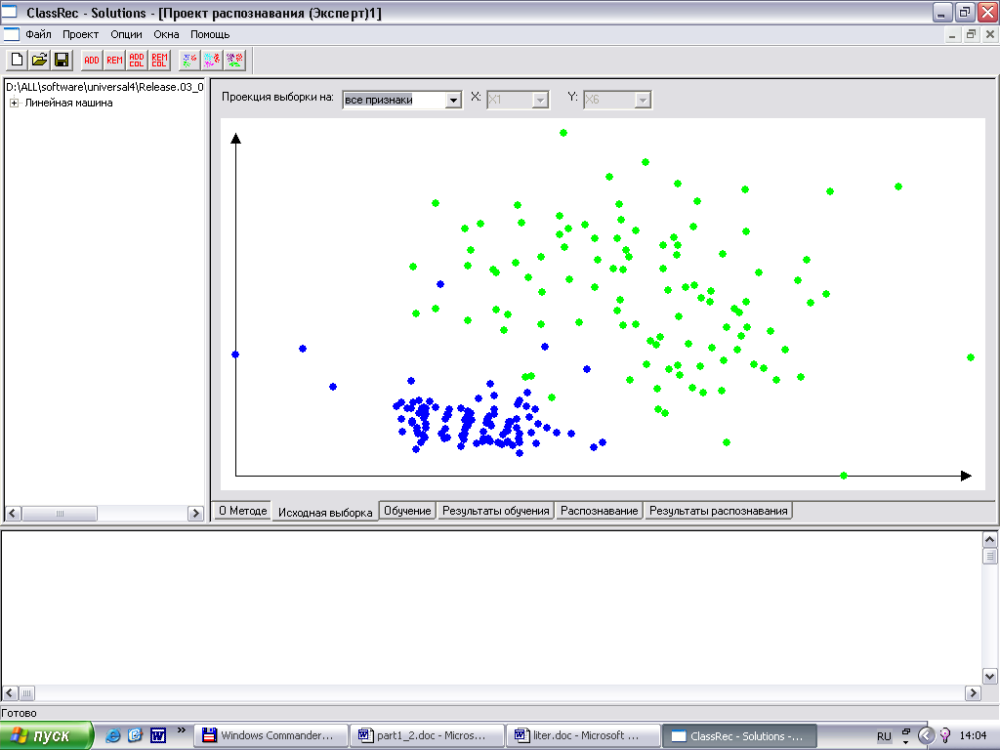 ClassRec - Solutions - [Проект распознавания (Эксперт)1]
Файл Проект Опции Окна Помощь
ADD REM ADD COL REM COL
D:\ALL\software\universal4\Release.03_0
Линейная машина
Проекция выборки на: все признаки X: X1 Y: X6
О Методе Исходная выборка Обучение Результаты обучения Распознавание Результаты распознавания
Готово
пуск » Windows Commander... part1_2.doc - Micros... liter.doc - Microsoft ... ClassRec - Solutions -... RU 14:04